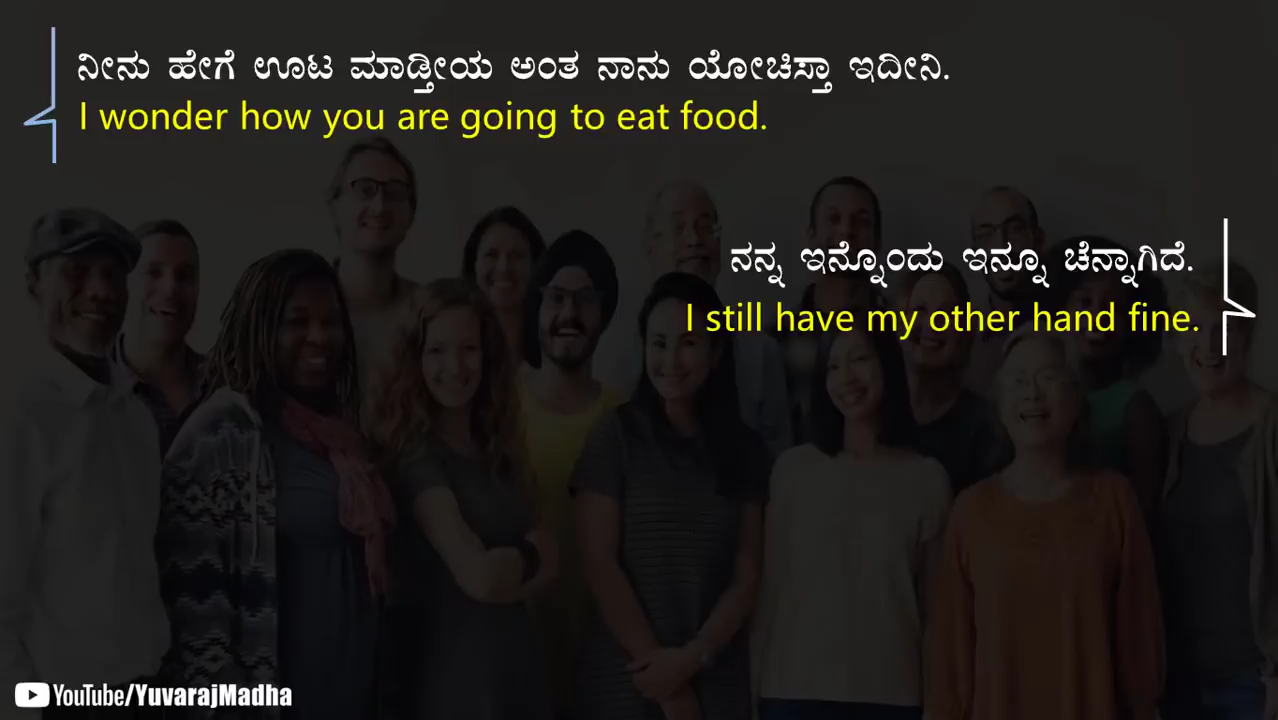 ನೀನು ಹೇಗೆ ಊಟ ಮಾಡ್ತೀಯ ಅಂತ ನಾನು ಯೋಚಿಸ್ತಾ ಇದೀನಿ.
I wonder how you are going to eat food.
ನನ್ನ ಇನ್ನೊಂದು ಇನ್ನೂ ಚೆನ್ನಾಗಿದೆ.
I still have my other hand fine.
YouTube/YuvarajMadha